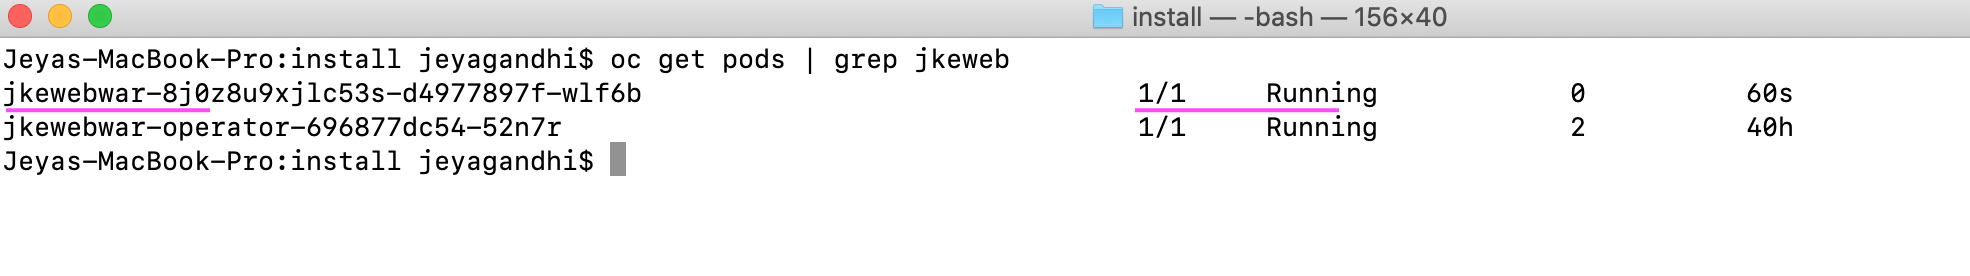 install — -bash — 156×40
Jeyas-MacBook-Pro:install jeyagandhi$ oc get pods | grep jkeweb
jkewebwar-8j0z8u9xjlc53s-d4977897f-wlf6b 1/1 Running 0 60s
jkewebwar-operator-696877dc54-52n7r 1/1 Running 2 40h
Jeyas-MacBook-Pro:install jeyagandhi$